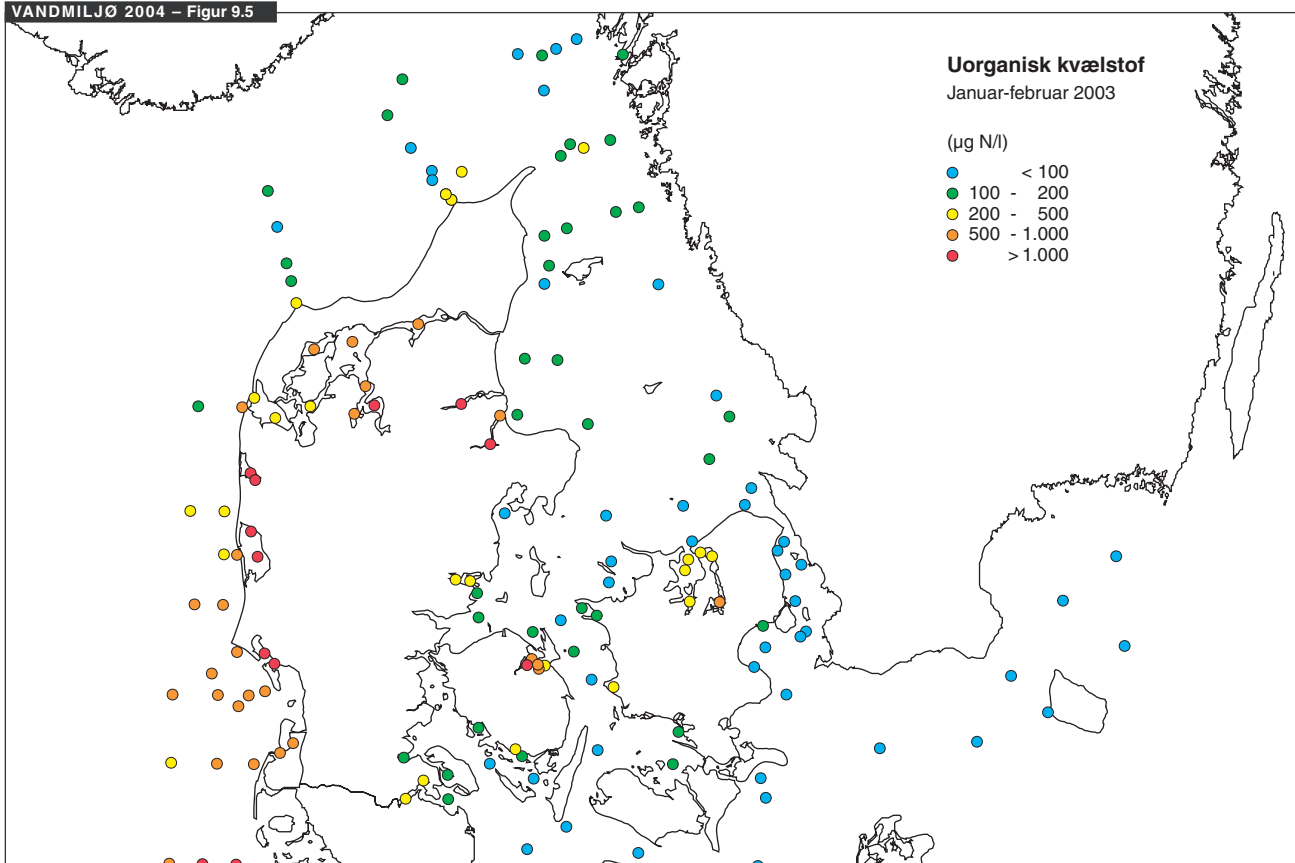 VANDMILJØ 2004 – Figur 9.5
Uorganisk kvælstof
Januar-februar 2003
(µg N/l)
< 100
100 - 200
200 - 500
500 - 1.000
> 1.000